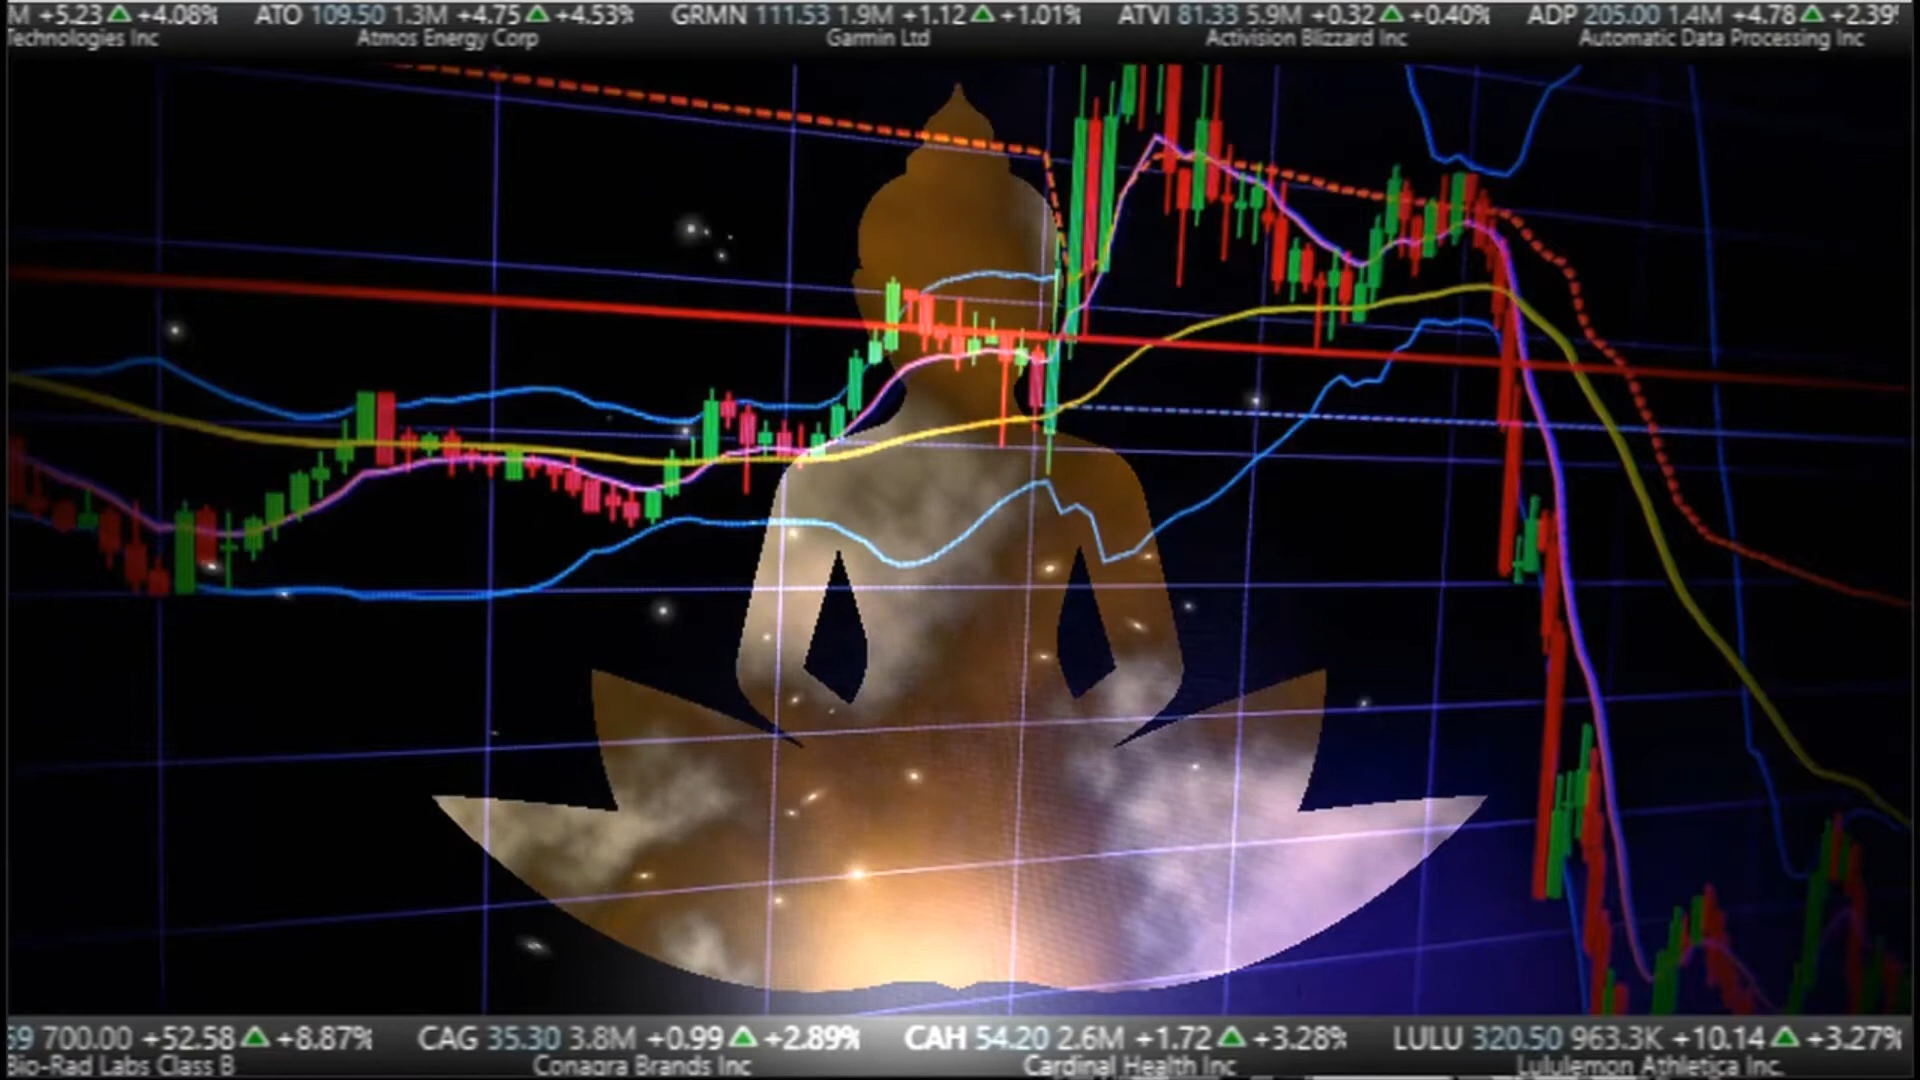 M +5.23 ▲ +4.08% ATO 109.50 1.3M +4.75 ▲ +4.53% GRMN 111.53 1.9M +1.12 ▲ +1.01% ATVI 81.33 5.9M +0.32 ▲ +0.40% ADP 205.00 1.4M +4.78 ▲ +2.39%
Technologies Inc Atmos Energy Corp Garmin Ltd Activision Blizzard Inc Automatic Data Processing Inc
59 700.00 +52.58 ▲ +8.87% CAG 35.30 3.8M +0.99 ▲ +2.89% CAH 54.20 2.6M +1.72 ▲ +3.28% LULU 320.50 963.3K +10.14 ▲ +3.27%
Bio-Rad Labs Class B Conagra Brands Inc Cardinal Health Inc Lululemon Athletica Inc.